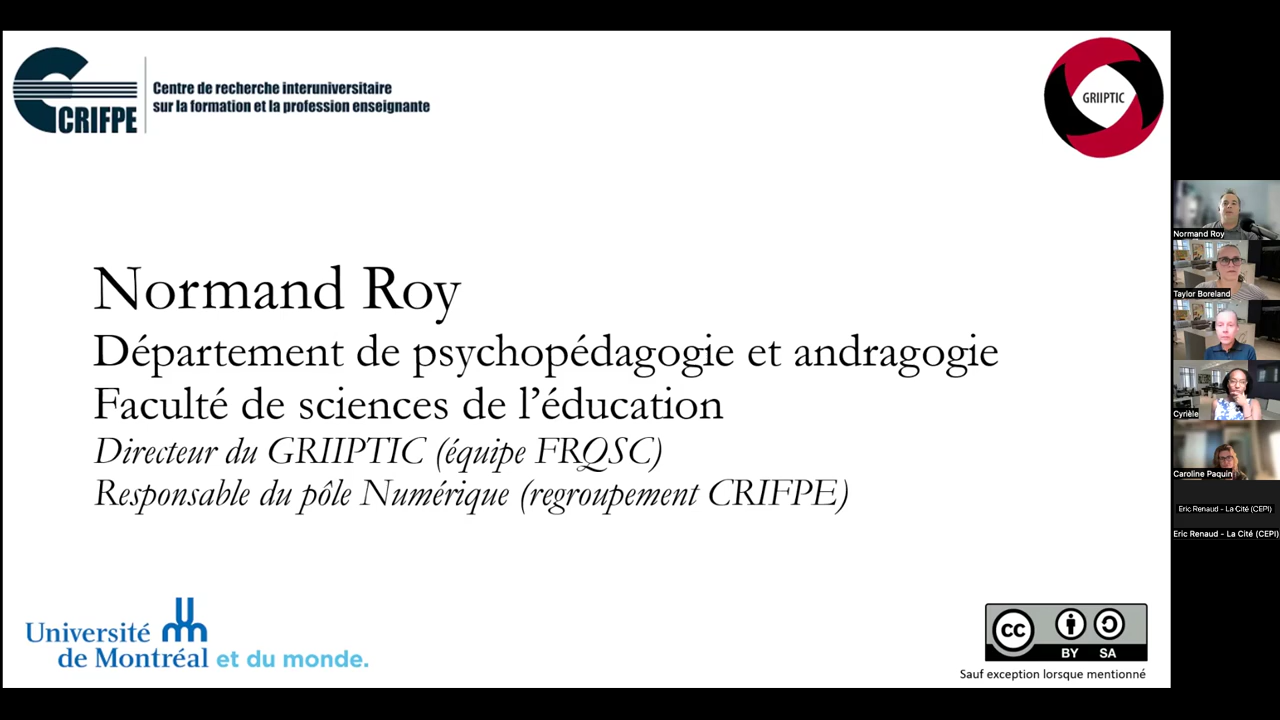 CRIFPE
Centre de recherche interuniversitaire
sur la formation et la profession enseignante
GRIIPTIC
Normand Roy
Département de psychopédagogie et andragogie
Faculté de sciences de l’éducation
Directeur du GRIIPTIC (équipe FRQSC)
Responsable du pôle Numérique (regroupement CRIFPE)
Université
de Montréal et du monde.
CC BY SA
Sauf exception lorsque mentionné
Normand Roy
Taylor Boreland
Cyrièle
Caroline Paquin
Eric Renaud - La Cité (CEPI)
Eric Renaud - La Cité (CEPI)